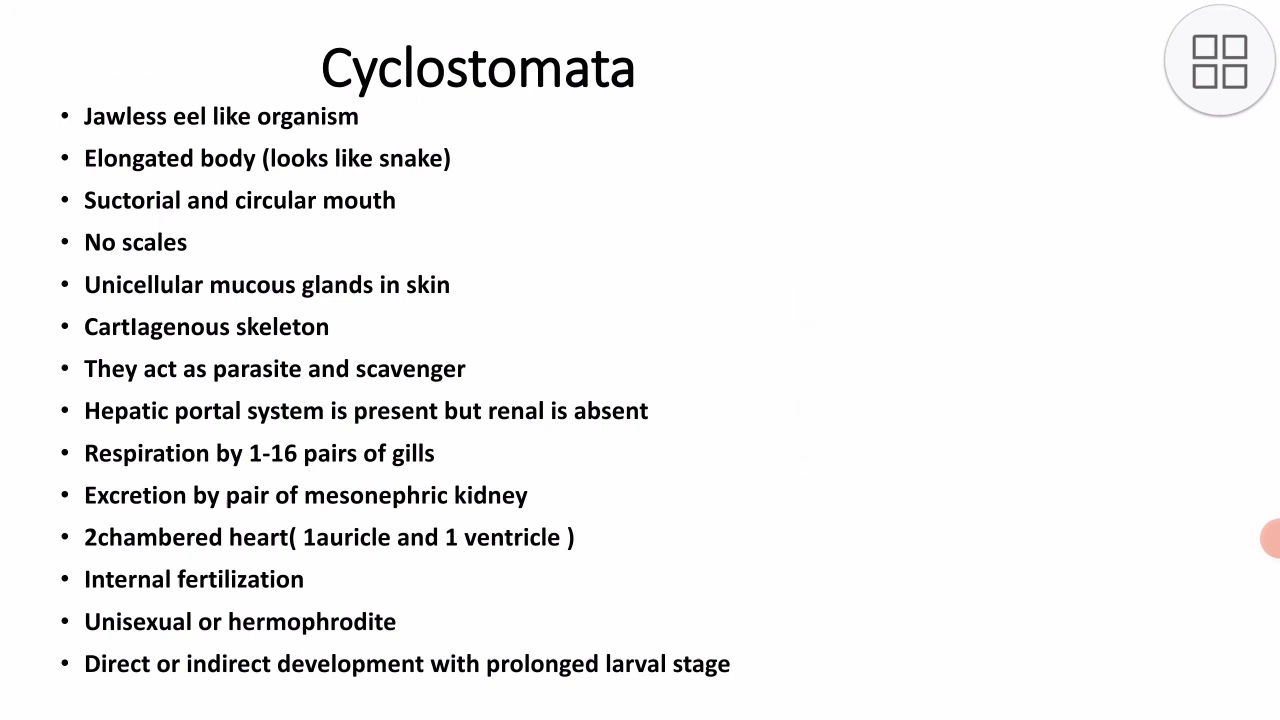 Cyclostomata
• Jawless eel like organism
• Elongated body (looks like snake)
• Suctorial and circular mouth
• No scales
• Unicellular mucous glands in skin
• CartIagenous skeleton
• They act as parasite and scavenger
• Hepatic portal system is present but renal is absent
• Respiration by 1-16 pairs of gills
• Excretion by pair of mesonephric kidney
• 2chambered heart( 1auricle and 1 ventricle )
• Internal fertilization
• Unisexual or hermophrodite
• Direct or indirect development with prolonged larval stage